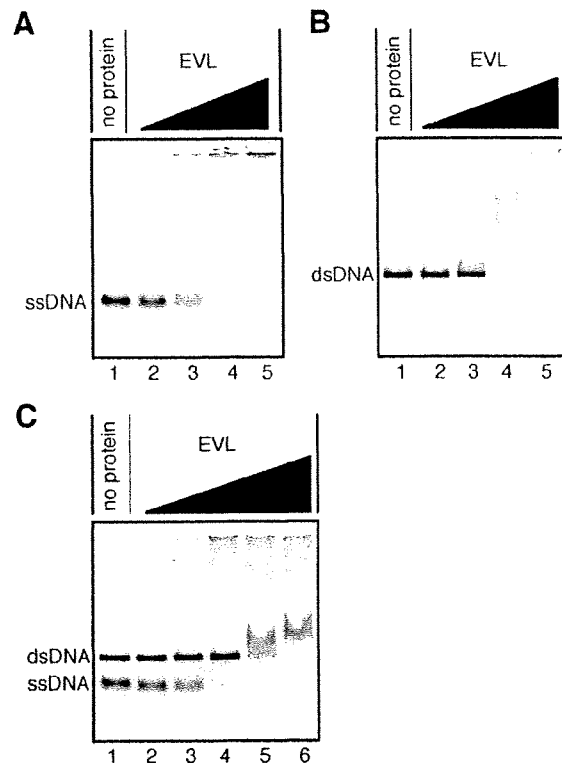 A
no protein
EVL
ssDNA
1 2 3 4 5
B
no protein
EVL
dsDNA
1 2 3 4 5
C
no protein
EVL
dsDNA
ssDNA
1 2 3 4 5 6